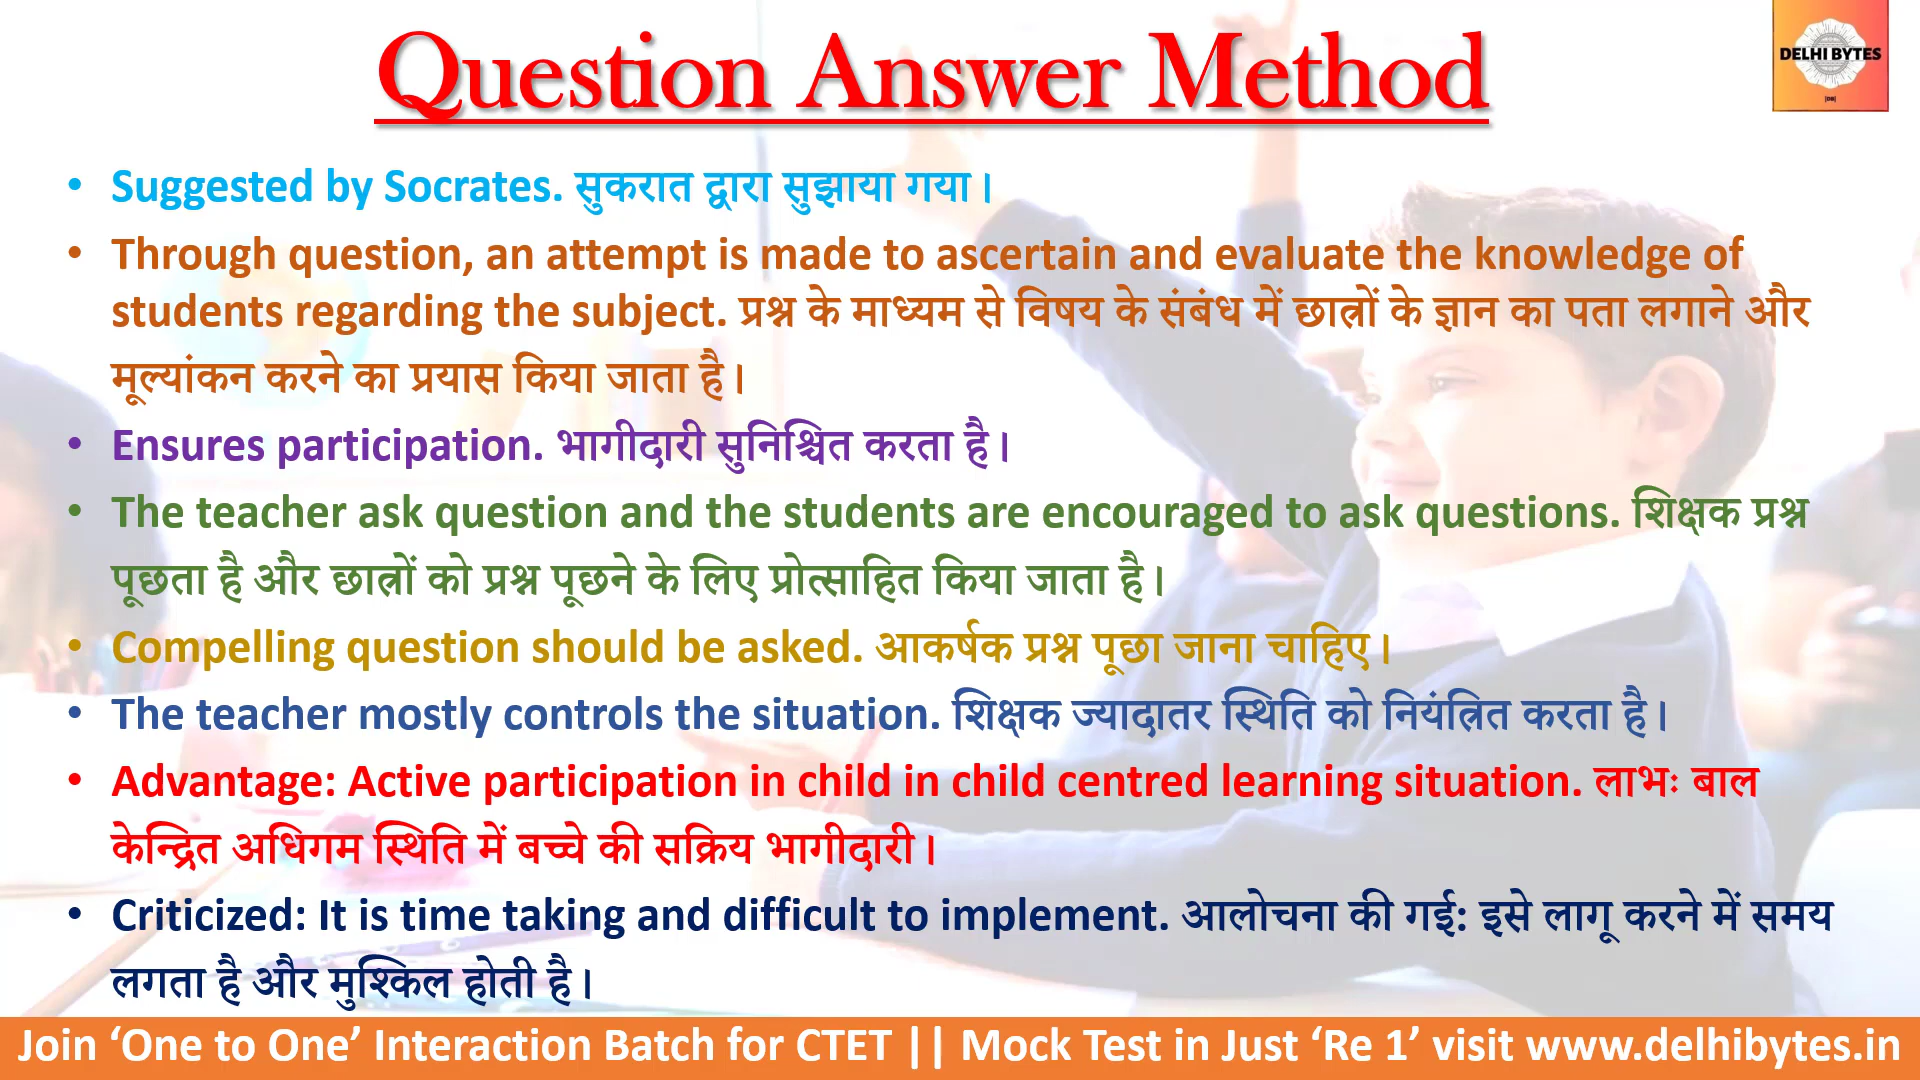 Question Answer Method
DELHI BYTES
|DB|
• Suggested by Socrates. सुकरात द्वारा सुझाया गया।
• Through question, an attempt is made to ascertain and evaluate the knowledge of
students regarding the subject. प्रश्न के माध्यम से विषय के संबंध में छात्रों के ज्ञान का पता लगाने और
मूल्यांकन करने का प्रयास किया जाता है।
• Ensures participation. भागीदारी सुनिश्चित करता है।
• The teacher ask question and the students are encouraged to ask questions. शिक्षक प्रश्न
पूछता है और छात्रों को प्रश्न पूछने के लिए प्रोत्साहित किया जाता है।
• Compelling question should be asked. आकर्षक प्रश्न पूछा जाना चाहिए।
• The teacher mostly controls the situation. शिक्षक ज्यादातर स्थिति को नियंत्रित करता है।
• Advantage: Active participation in child in child centred learning situation. लाभः बाल
केन्द्रित अधिगम स्थिति में बच्चे की सक्रिय भागीदारी।
• Criticized: It is time taking and difficult to implement. आलोचना की गई: इसे लागू करने में समय
लगता है और मुश्किल होती है।
Join ‘One to One’ Interaction Batch for CTET || Mock Test in Just ‘Re 1’ visit www.delhibytes.in